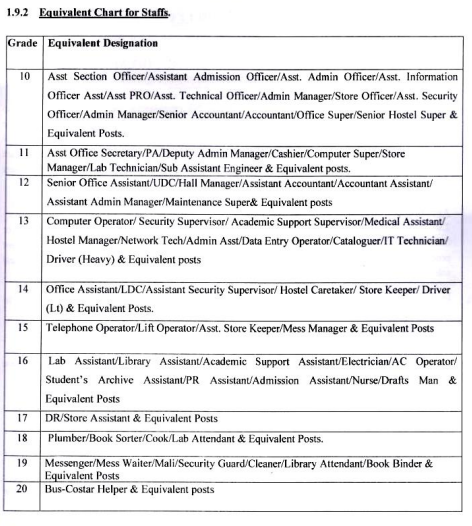 1.9.2 Equivalent Chart for Staffs.
Grade Equivalent Designation
10 Asst Section Officer/Assistant Admission Officer/Asst. Admin Officer/Asst. Information
Officer Asst/Asst PRO/Asst. Technical Officer/Admin Manager/Store Officer/Asst. Security
Officer/Admin Manager/Senior Accountant/Accountant/Office Super/Senior Hostel Super &
Equivalent Posts.
11 Asst Office Secretary/PA/Deputy Admin Manager/Cashier/Computer Super/Store
Manager/Lab Technician/Sub Assistant Engineer & Equivalent posts.
12 Senior Office Assistant/UDC/Hall Manager/Assistant Accountant/Accountant Assistant/
Assistant Admin Manager/Maintenance Super& Equivalent posts
13 Computer Operator/ Security Supervisor/ Academic Support Supervisor/Medical Assistant/
Hostel Manager/Network Tech/Admin Asst/Data Entry Operator/Cataloguer/IT Technician/
Driver (Heavy) & Equivalent posts
14 Office Assistant/LDC/Assistant Security Supervisor/ Hostel Caretaker/ Store Keeper/ Driver
(Lt) & Equivalent Posts.
15 Telephone Operator/Lift Operator/Asst. Store Keeper/Mess Manager & Equivalent Posts
16 Lab Assistant/Library Assistant/Academic Support Assistant/Electrician/AC Operator/
Student's Archive Assistant/PR Assistant/Admission Assistant/Nurse/Drafts Man &
Equivalent Posts
17 DR/Store Assistant & Equivalent Posts
18 Plumber/Book Sorter/Cook/Lab Attendant & Equivalent Posts.
19 Messenger/Mess Waiter/Mali/Security Guard/Cleaner/Library Attendant/Book Binder &
Equivalent Posts
20 Bus-Costar Helper & Equivalent posts